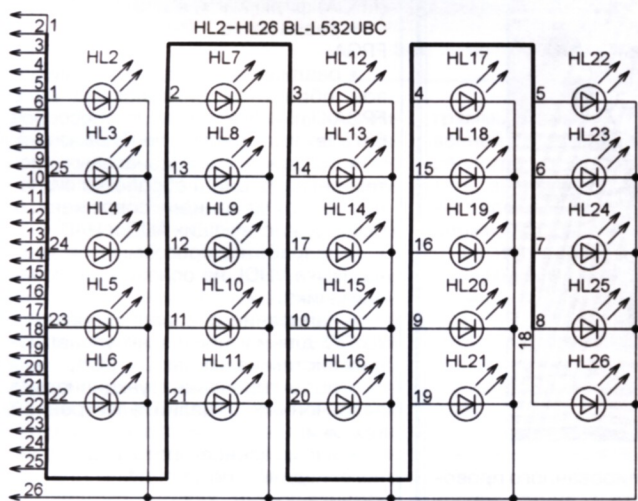 HL2-HL26 BL-L532UBC
1
2
3
4
5
6
7
8
9
10
11
12
13
14
15
16
17
18
19
20
21
22
23
24
25
26
HL2 HL7 HL12 HL17 HL22
1 2 3 4 5
HL3 HL8 HL13 HL18 HL23
25 13 14 15 6
HL4 HL9 HL14 HL19 HL24
24 12 17 16 7
HL5 HL10 HL15 HL20 HL25
23 11 10 9 8
HL6 HL11 HL16 HL21 HL26
22 21 20 19 18